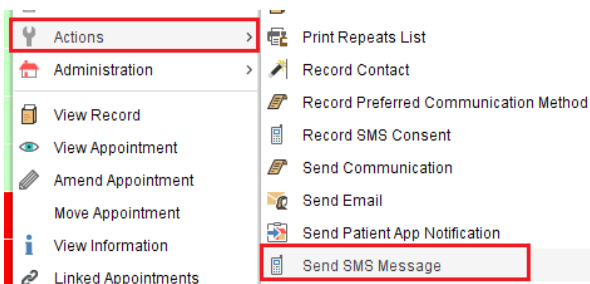 Actions
Administration
View Record
View Appointment
Amend Appointment
Move Appointment
View Information
Linked Appointments
Print Repeats List
Record Contact
Record Preferred Communication Method
Record SMS Consent
Send Communication
Send Email
Send Patient App Notification
Send SMS Message